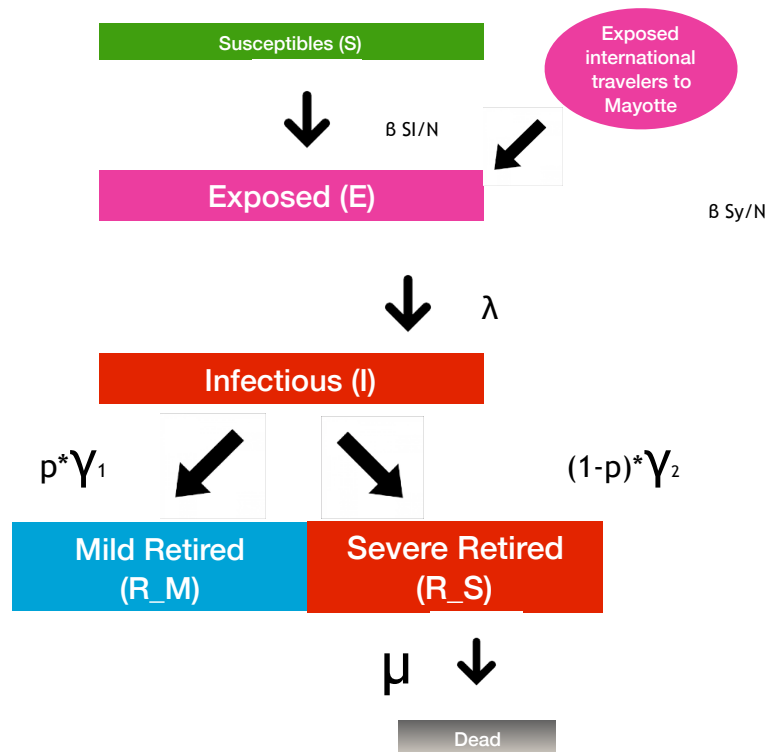 Susceptibles (S)
Exposed
international
travelers to
Mayotte
ß SI/N
Exposed (E)
ß Sy/N
λ
Infectious (I)
p*γ₁
(1-p)*γ₂
Mild Retired
(R_M)
Severe Retired
(R_S)
μ
Dead